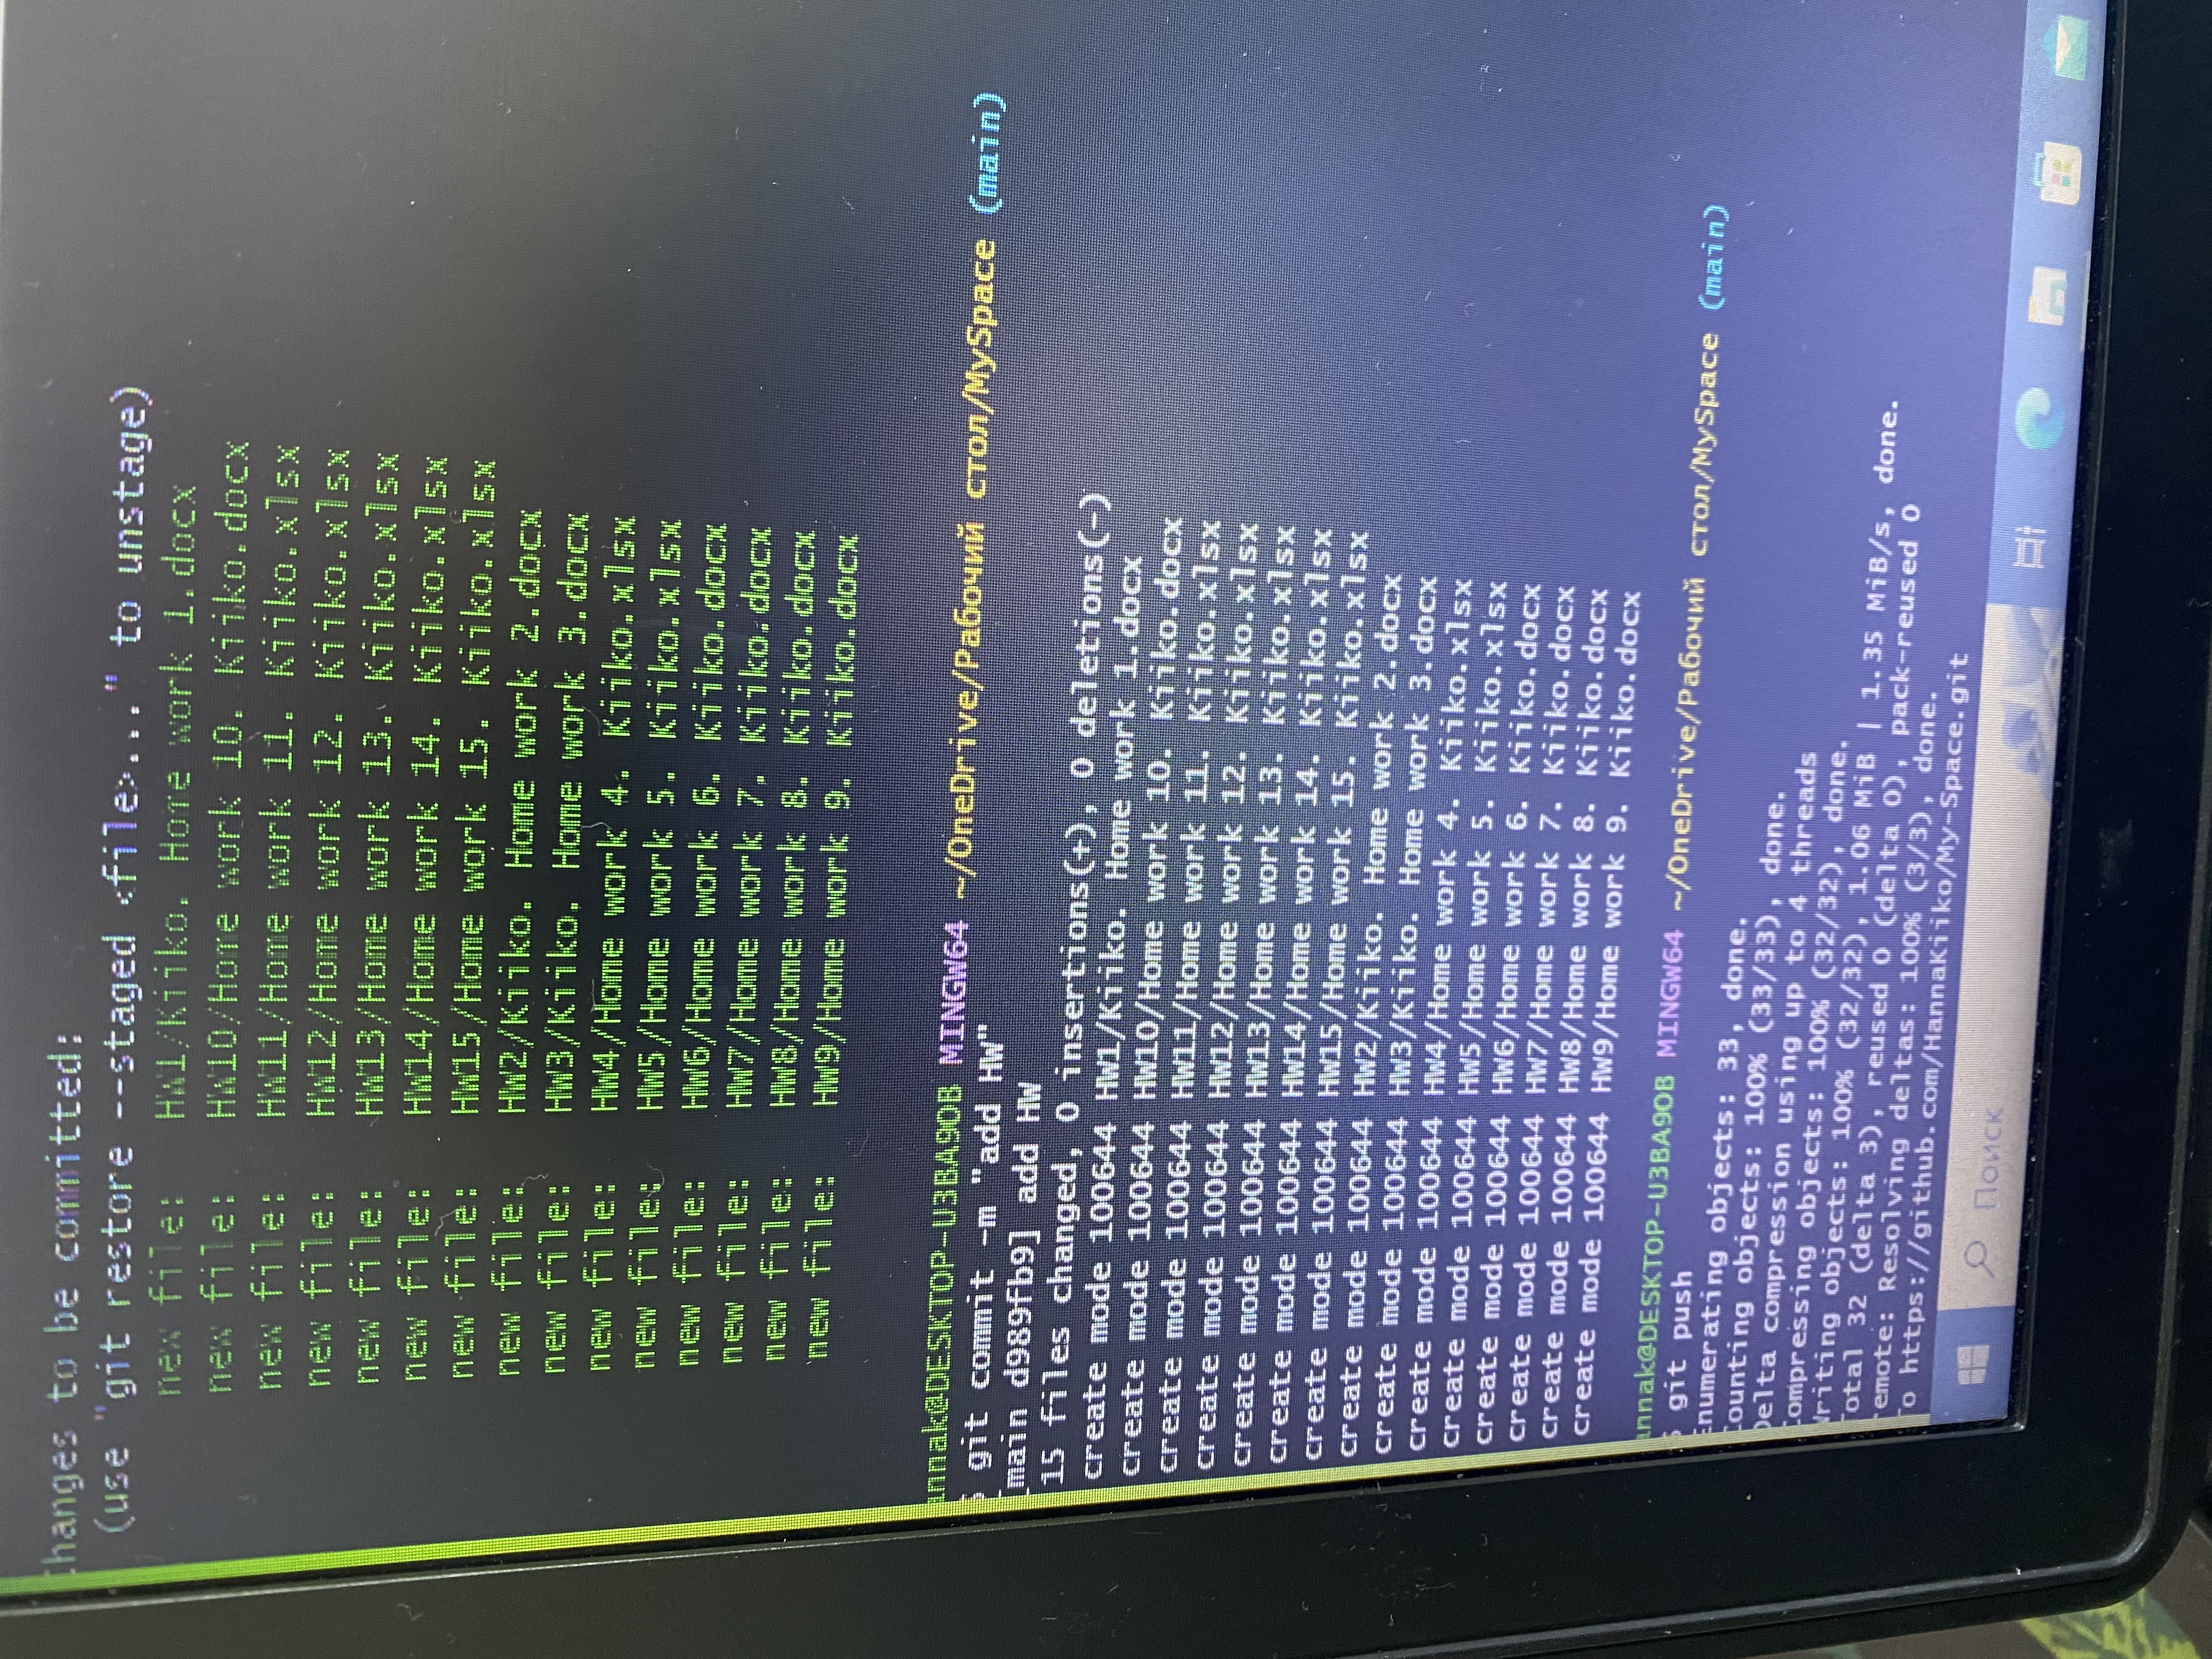 Changes to be committed:
(use "git restore --staged <file>..." to unstage)
new file: HW1/Kiiko. Home work 1.docx
new file: HW10/Home work 10. Kiiko.docx
new file: HW11/Home work 11. Kiiko.xlsx
new file: HW12/Home work 12. Kiiko.xlsx
new file: HW13/Home work 13. Kiiko.xlsx
new file: HW14/Home work 14. Kiiko.xlsx
new file: HW15/Home work 15. Kiiko.xlsx
new file: HW2/Kiiko. Home work 2.docx
new file: HW3/Kiiko. Home work 3.docx
new file: HW4/Home work 4. Kiiko.xlsx
new file: HW5/Home work 5. Kiiko.xlsx
new file: HW6/Home work 6. Kiiko.docx
new file: HW7/Home work 7. Kiiko.docx
new file: HW8/Home work 8. Kiiko.docx
new file: HW9/Home work 9. Kiiko.docx
annak@DESKTOP-U3BA9OB MINGW64 ~/OneDrive/Рабочий стол/MySpace (main)
$ git commit -m "add HW"
[main d989fb9] add HW
15 files changed, 0 insertions(+), 0 deletions(-)
create mode 100644 HW1/Kiiko. Home work 1.docx
create mode 100644 HW10/Home work 10. Kiiko.docx
create mode 100644 HW11/Home work 11. Kiiko.xlsx
create mode 100644 HW12/Home work 12. Kiiko.xlsx
create mode 100644 HW13/Home work 13. Kiiko.xlsx
create mode 100644 HW14/Home work 14. Kiiko.xlsx
create mode 100644 HW15/Home work 15. Kiiko.xlsx
create mode 100644 HW2/Kiiko. Home work 2.docx
create mode 100644 HW3/Kiiko. Home work 3.docx
create mode 100644 HW4/Home work 4. Kiiko.xlsx
create mode 100644 HW5/Home work 5. Kiiko.xlsx
create mode 100644 HW6/Home work 6. Kiiko.docx
create mode 100644 HW7/Home work 7. Kiiko.docx
create mode 100644 HW8/Home work 8. Kiiko.docx
create mode 100644 HW9/Home work 9. Kiiko.docx
annak@DESKTOP-U3BA9OB MINGW64 ~/OneDrive/Рабочий стол/MySpace (main)
$ git push
Enumerating objects: 33, done.
Counting objects: 100% (33/33), done.
Delta compression using up to 4 threads
Compressing objects: 100% (32/32), done.
Writing objects: 100% (32/32), 1.06 MiB | 1.35 MiB/s, done.
Total 32 (delta 3), reused 0 (delta 0), pack-reused 0
remote: Resolving deltas: 100% (3/3), done.
To https://github.com/HannaKiiko/My-Space.git
Поиск